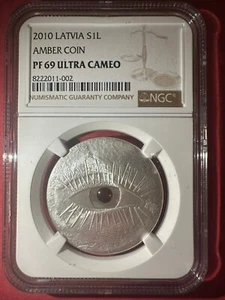 2010 LATVIA S1L
AMBER COIN
PF 69 ULTRA CAMEO
8222011-002
NUMISMATIC GUARANTY COMPANY
NGC